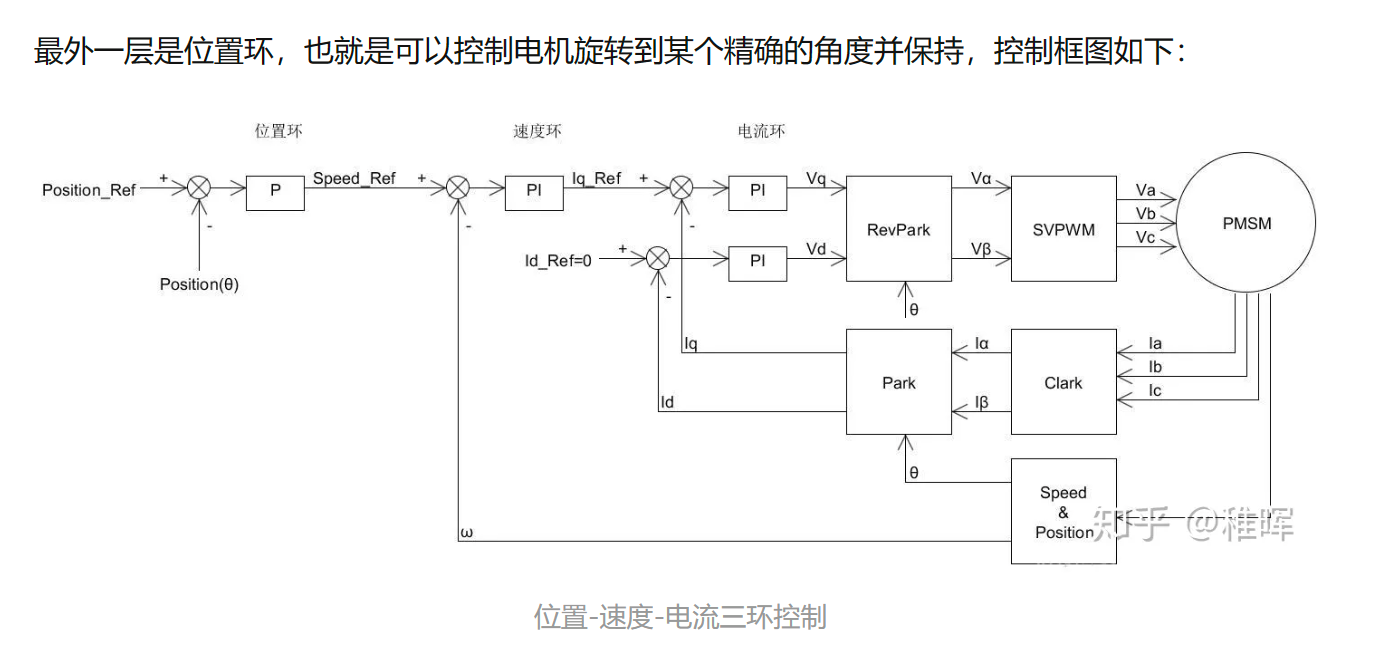 最外一层是位置环，也就是可以控制电机旋转到某个精确的角度并保持，控制框图如下：
位置环
速度环
电流环
Position_Ref
+
-
Position(θ)
P
Speed_Ref
+
-
PI
Iq_Ref
+
-
PI
Vq
Id_Ref=0
+
-
PI
Vd
RevPark
θ
Vα
Vβ
SVPWM
Va
Vb
Vc
PMSM
Iq
Id
Park
θ
Iα
Iβ
Clark
Ia
Ib
Ic
ω
Speed
&
Position
知乎 @稚晖
位置-速度-电流三环控制